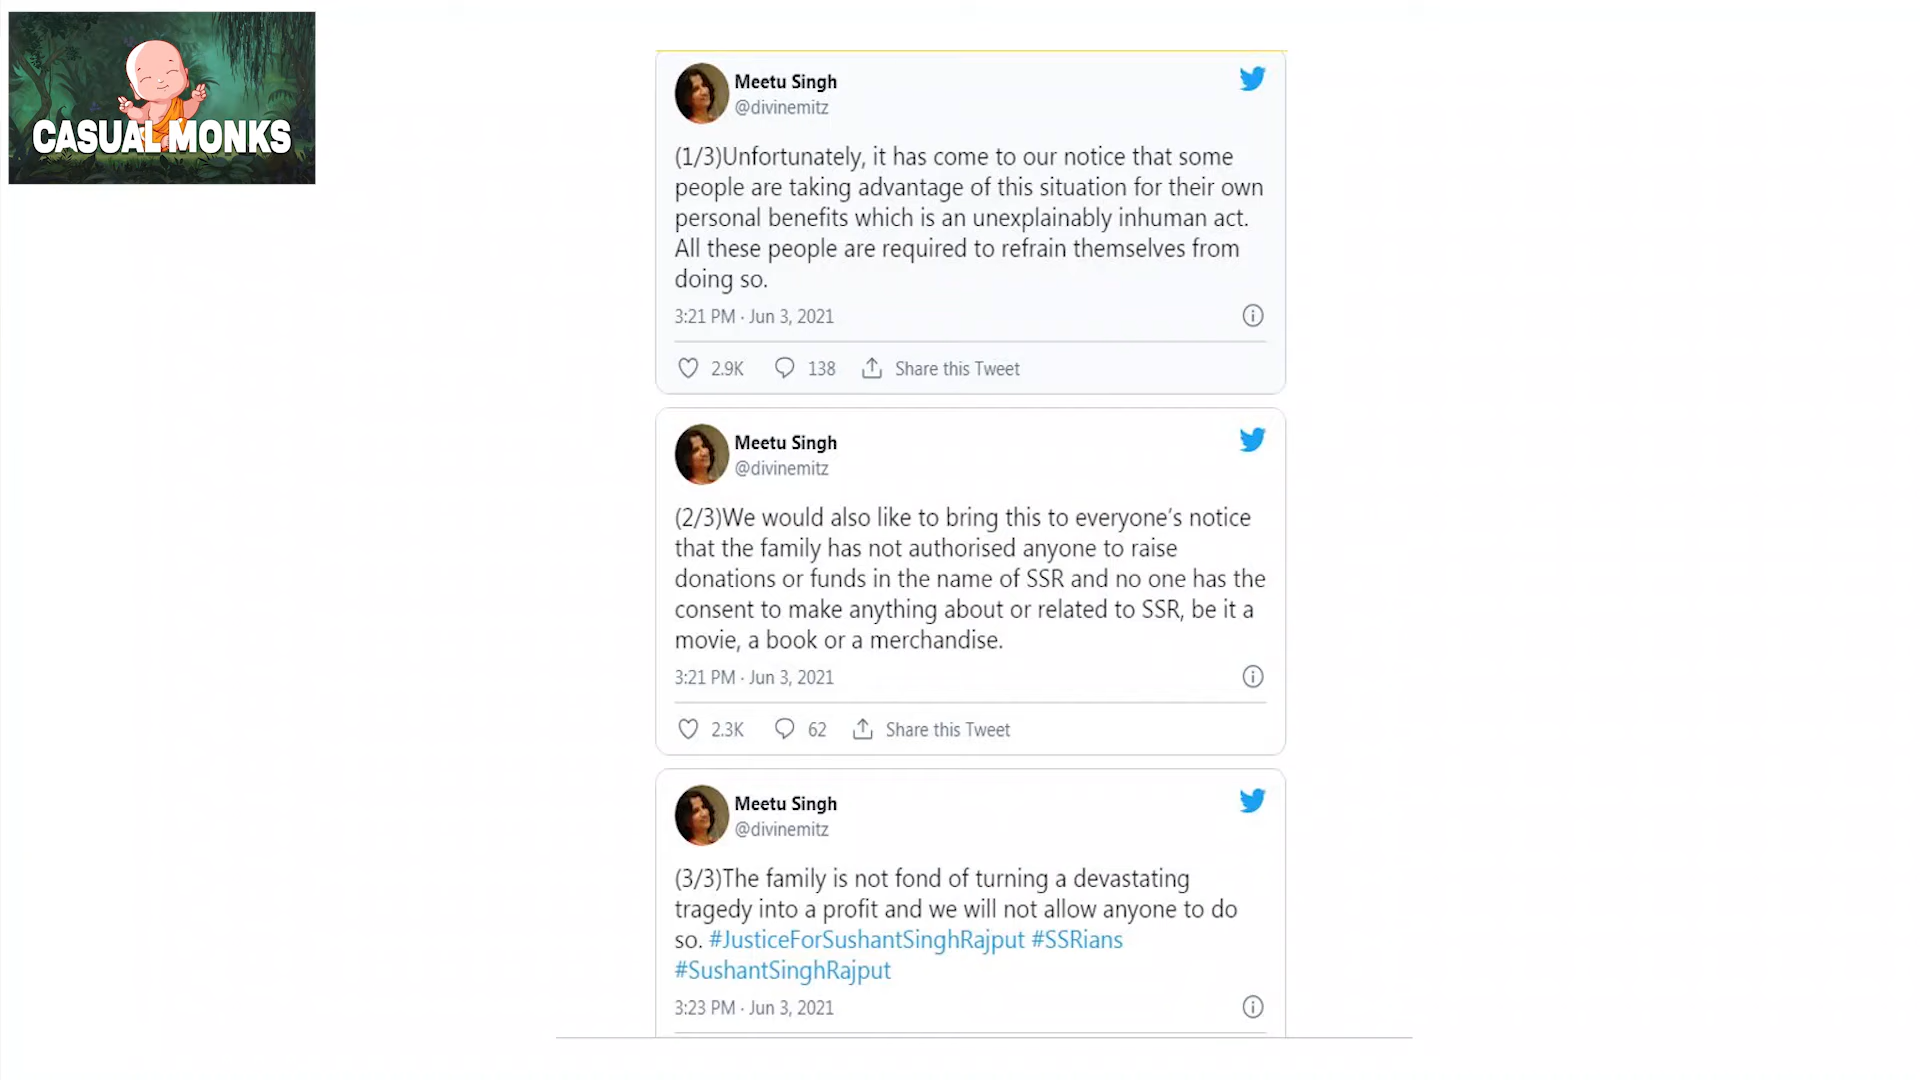 CASUAL MONKS
Meetu Singh
@divinemitz
(1/3)Unfortunately, it has come to our notice that some
people are taking advantage of this situation for their own
personal benefits which is an unexplainably inhuman act.
All these people are required to refrain themselves from
doing so.
3:21 PM · Jun 3, 2021
2.9K 138 Share this Tweet
Meetu Singh
@divinemitz
(2/3)We would also like to bring this to everyone’s notice
that the family has not authorised anyone to raise
donations or funds in the name of SSR and no one has the
consent to make anything about or related to SSR, be it a
movie, a book or a merchandise.
3:21 PM · Jun 3, 2021
2.3K 62 Share this Tweet
Meetu Singh
@divinemitz
(3/3)The family is not fond of turning a devastating
tragedy into a profit and we will not allow anyone to do
so. #JusticeForSushantSinghRajput #SSRians
#SushantSinghRajput
3:23 PM · Jun 3, 2021